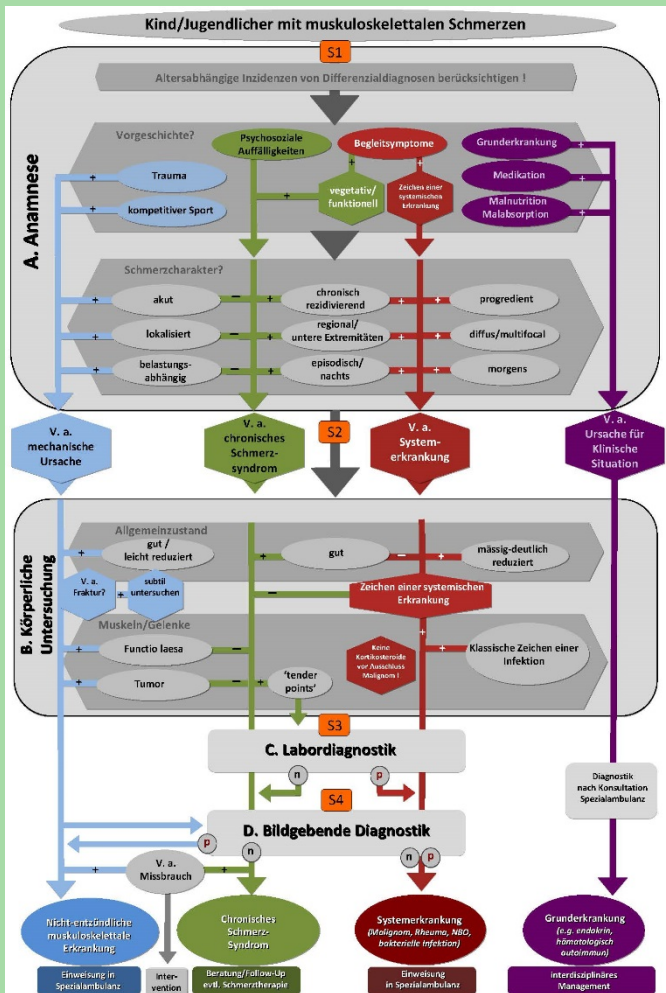 Kind/Jugendlicher mit muskuloskelettalen Schmerzen
S1
Altersabhängige Inzidenzen von Differenzialdiagnosen berücksichtigen !
A. Anamnese
Vorgeschichte?
Psychosoziale
Auffälligkeiten
Begleitsymptome
Grunderkrankung
+
+
+
+
Trauma
+
Medikation
+
+
vegetativ/
funktionell
Zeichen einer
systemischen
Erkrankung
+
kompetitiver Sport
Malnutrition
Malabsorption
+
Schmerzcharakter?
+
akut
–
chronisch
rezidivierend
+
+
progredient
+
lokalisiert
–
regional/
untere Extremitäten
+
+
diffus/multifocal
+
belastungs-
abhängig
–
episodisch/
nachts
+
+
morgens
V. a.
mechanische
Ursache
V. a.
chronisches
Schmerz-
syndrom
S2
V. a.
System-
erkrankung
V. a.
Ursache für
Klinische
Situation
B. Körperliche
Untersuchung
Allgemeinzustand
+
gut /
leicht reduziert
+
gut
–
+
mässig-deutlich
reduziert
V. a.
Fraktur?
+
subtil
untersuchen
–
Zeichen einer systemischen
Erkrankung
Muskeln/Gelenke
+
+
Functio laesa
–
Keine
Kortikosteroide
vor Ausschluss
Malignom !
+
Klassische Zeichen einer
Infektion
+
Tumor
–
+
'tender
points'
S3
C. Labordiagnostik
n
p
Diagnostik
nach Konsultation
Spezialambulanz
S4
D. Bildgebende Diagnostik
p
n
n
p
+
V. a.
Missbrauch
+
Nicht-entzündliche
muskuloskelettale
Erkrankung
Chronisches
Schmerz-
Syndrom
Systemerkrankung
(Malignom, Rheuma, NBO,
bakterielle Infektion)
Grunderkrankung
(e.g. endokrin,
hämatologisch
autoimmun)
Einweisung in
Spezialambulanz
Inter-
vention
Beratung/Follow-Up
evtl. Schmerztherapie
Einweisung
in Spezialambulanz
Interdisziplinäres
Management